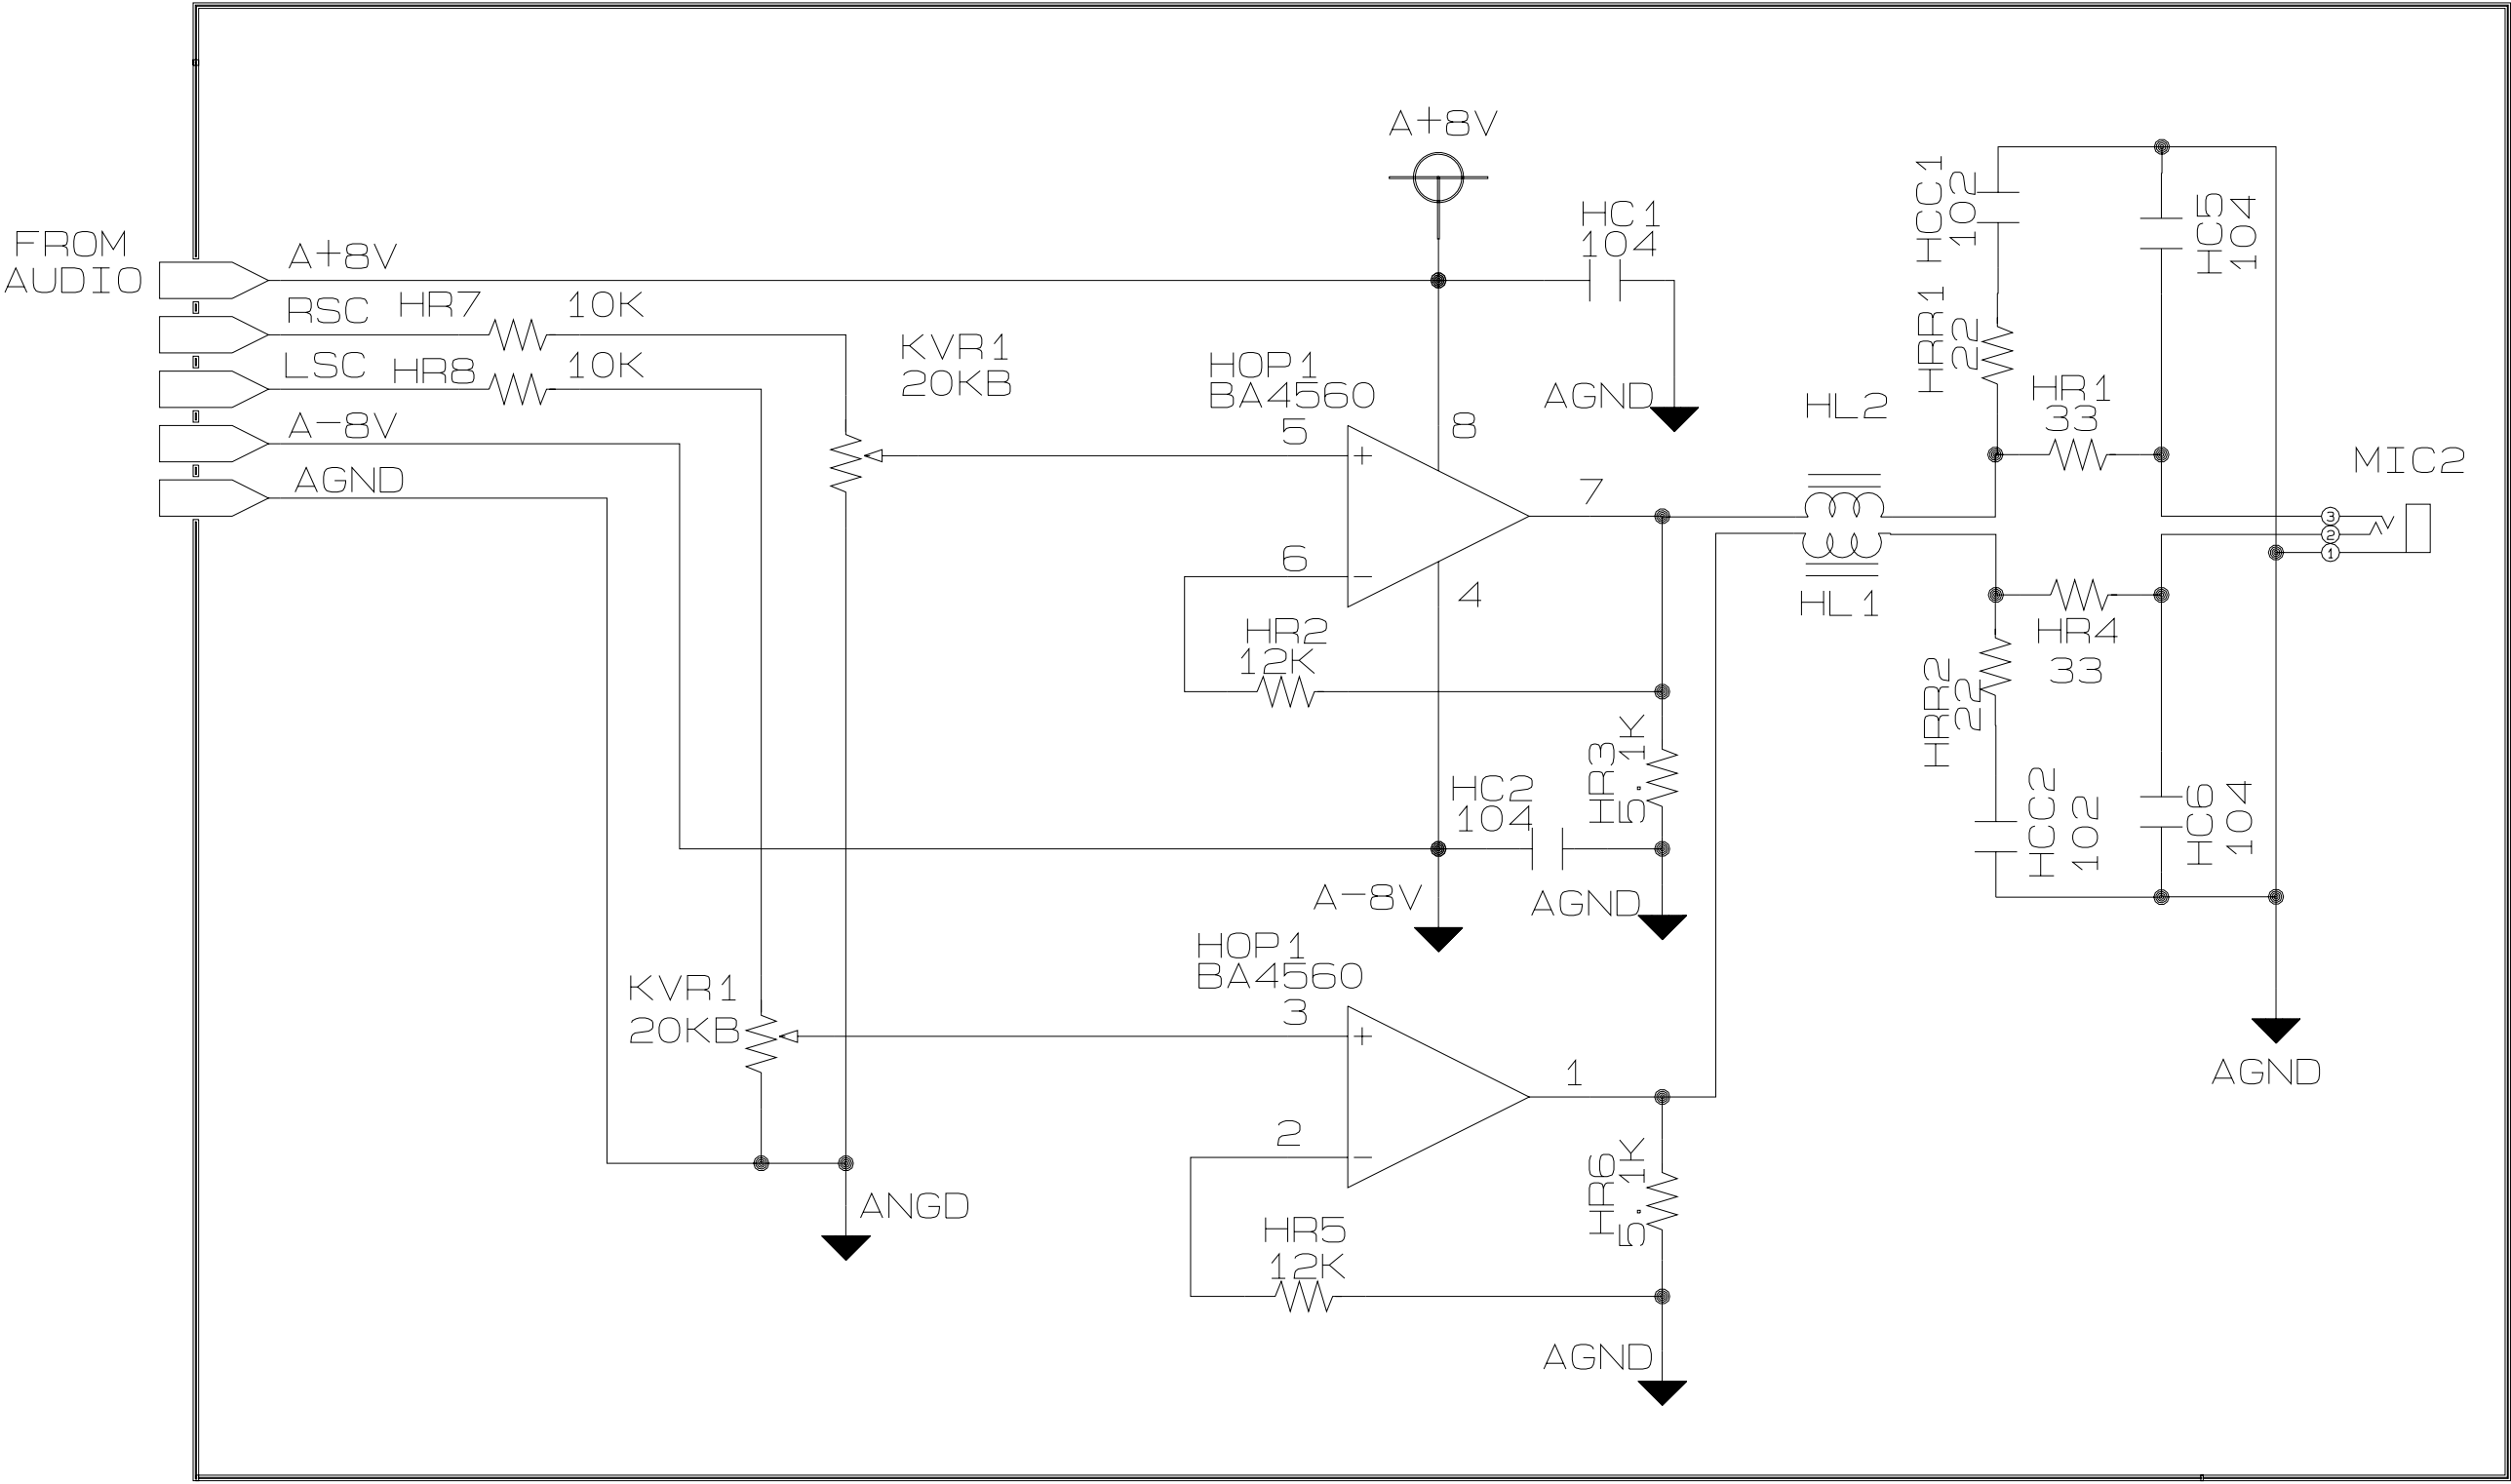 FROM
AUDIO
A+8V
RSC
HR7
10K
LSC
HR8
10K
A-8V
AGND
KVR1
20KB
A+8V
HC1
104
AGND
HOP1
BA4560
5
8
7
6
4
HR2
12K
HR3
5.1K
HC2
104
A-8V
AGND
KVR1
20KB
ANGD
HOP1
BA4560
3
1
2
HR5
12K
HR6
5.1K
AGND
HL2
HL1
HCC1
102
HC5
104
HRR1
22
HR1
33
MIC2
3
2
1
HR4
33
HRR2
22
HCC2
102
HC6
104
AGND